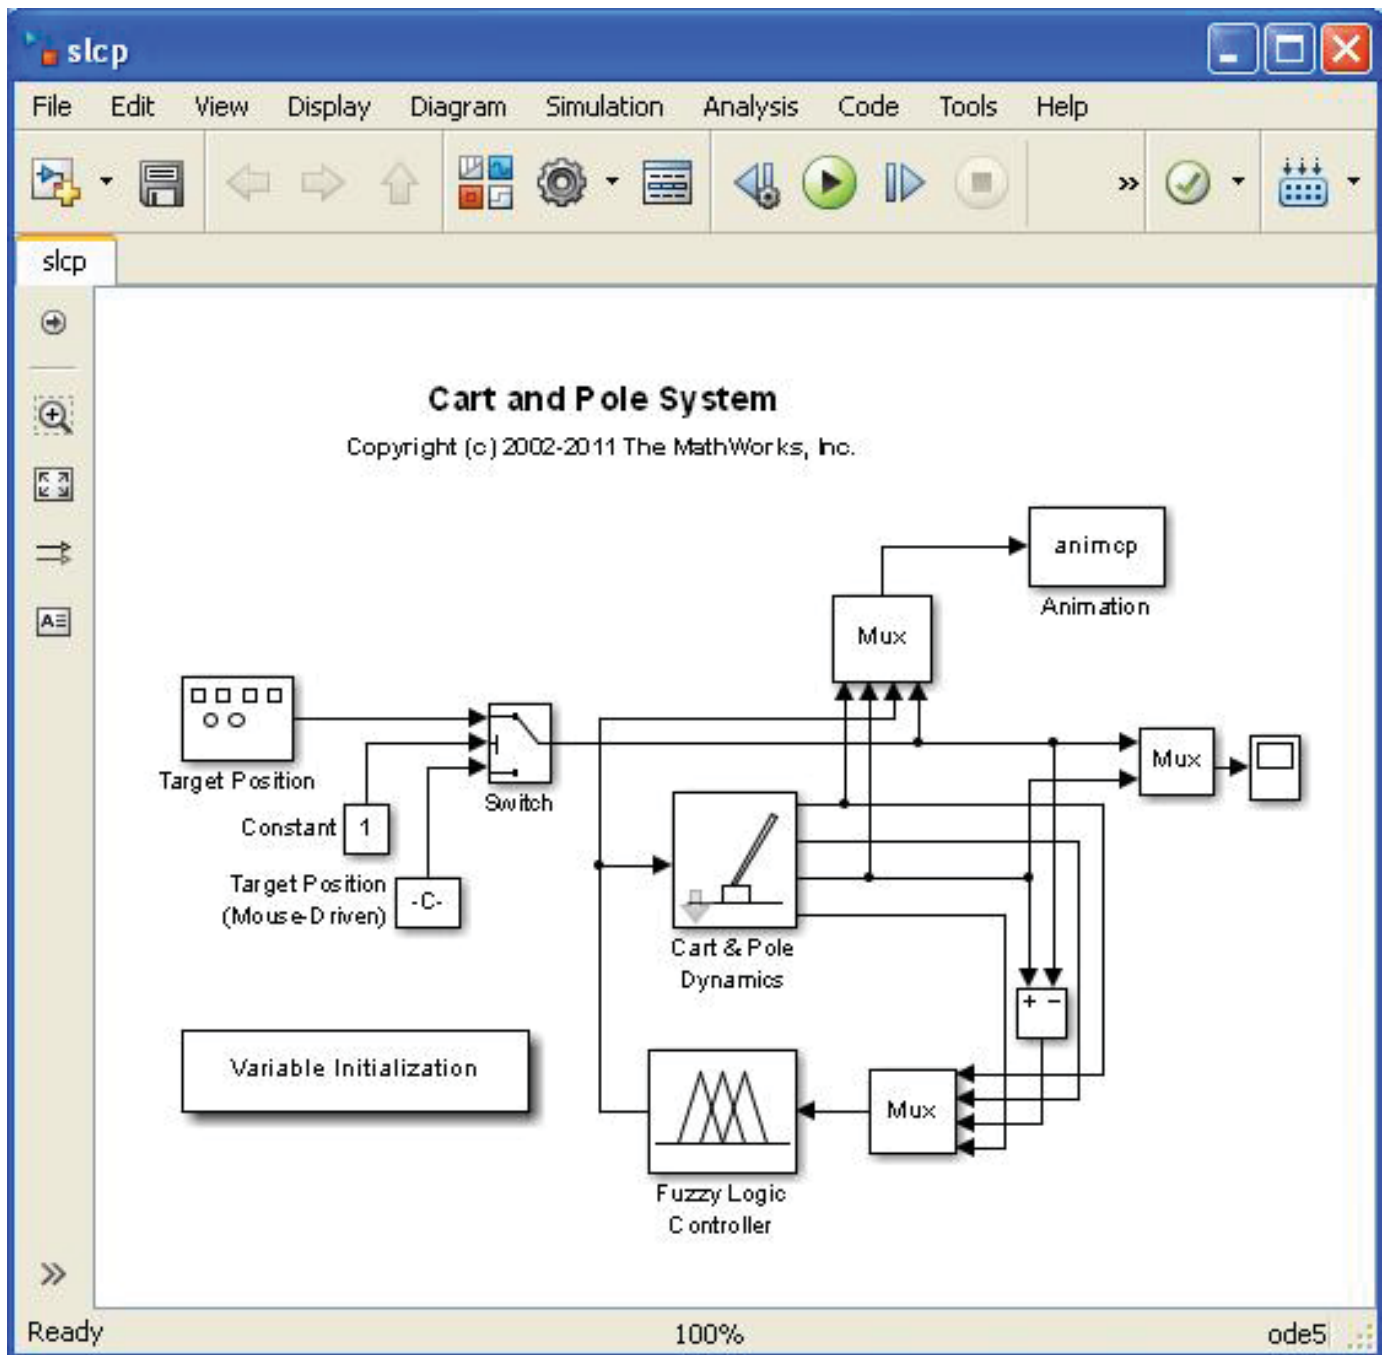 slcp
File Edit View Display Diagram Simulation Analysis Code Tools Help
slcp
Cart and Pole System
Copyright (c) 2002-2011 The MathWorks, Inc.
animcp
Animation
Mux
Target Position
Switch
Mux
Constant
1
Target Position
(Mouse-Driven)
-C-
Cart & Pole
Dynamics
+ −
Variable Initialization
Mux
Fuzzy Logic
Controller
Ready 100% ode5